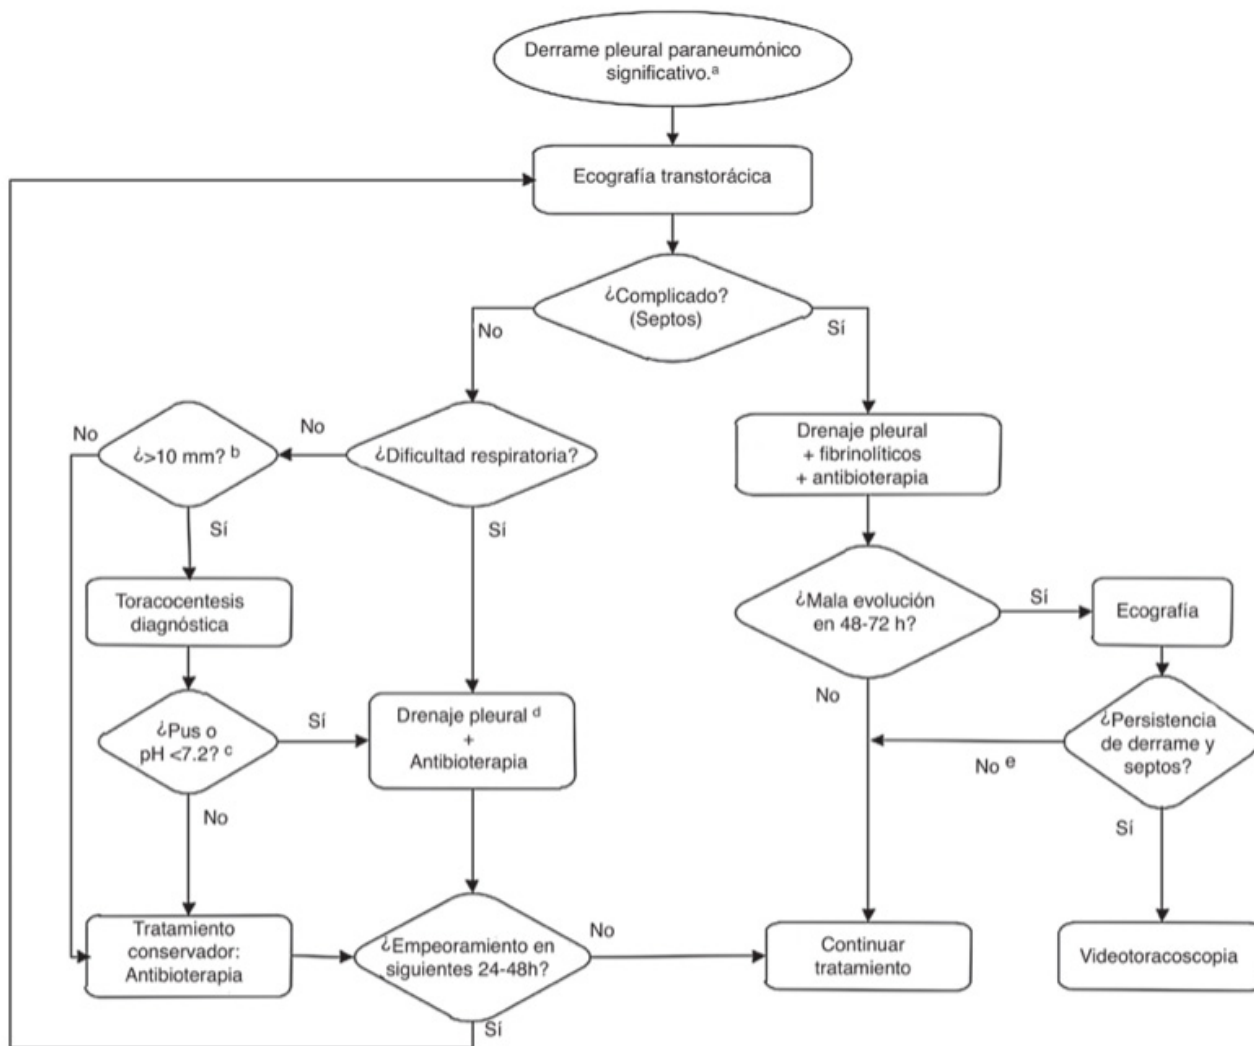 Derrame pleural paraneumónico
significativo.ª
Ecografía transtorácica
¿Complicado?
(Septos)
No
Sí
¿Dificultad respiratoria?
No
¿>10 mm? b
No
Sí
Sí
Drenaje pleural
+ fibrinolíticos
+ antibioterapia
Toracocentesis
diagnóstica
¿Mala evolución
en 48-72 h?
Sí
Ecografía
No
¿Pus o
pH <7.2? c
Sí
No
Drenaje pleural d
+
Antibioterapia
¿Persistencia
de derrame y
septos?
No e
Sí
Tratamiento
conservador:
Antibioterapia
¿Empeoramiento en
siguientes 24-48h?
No
Sí
Continuar
tratamiento
Videotoracoscopia